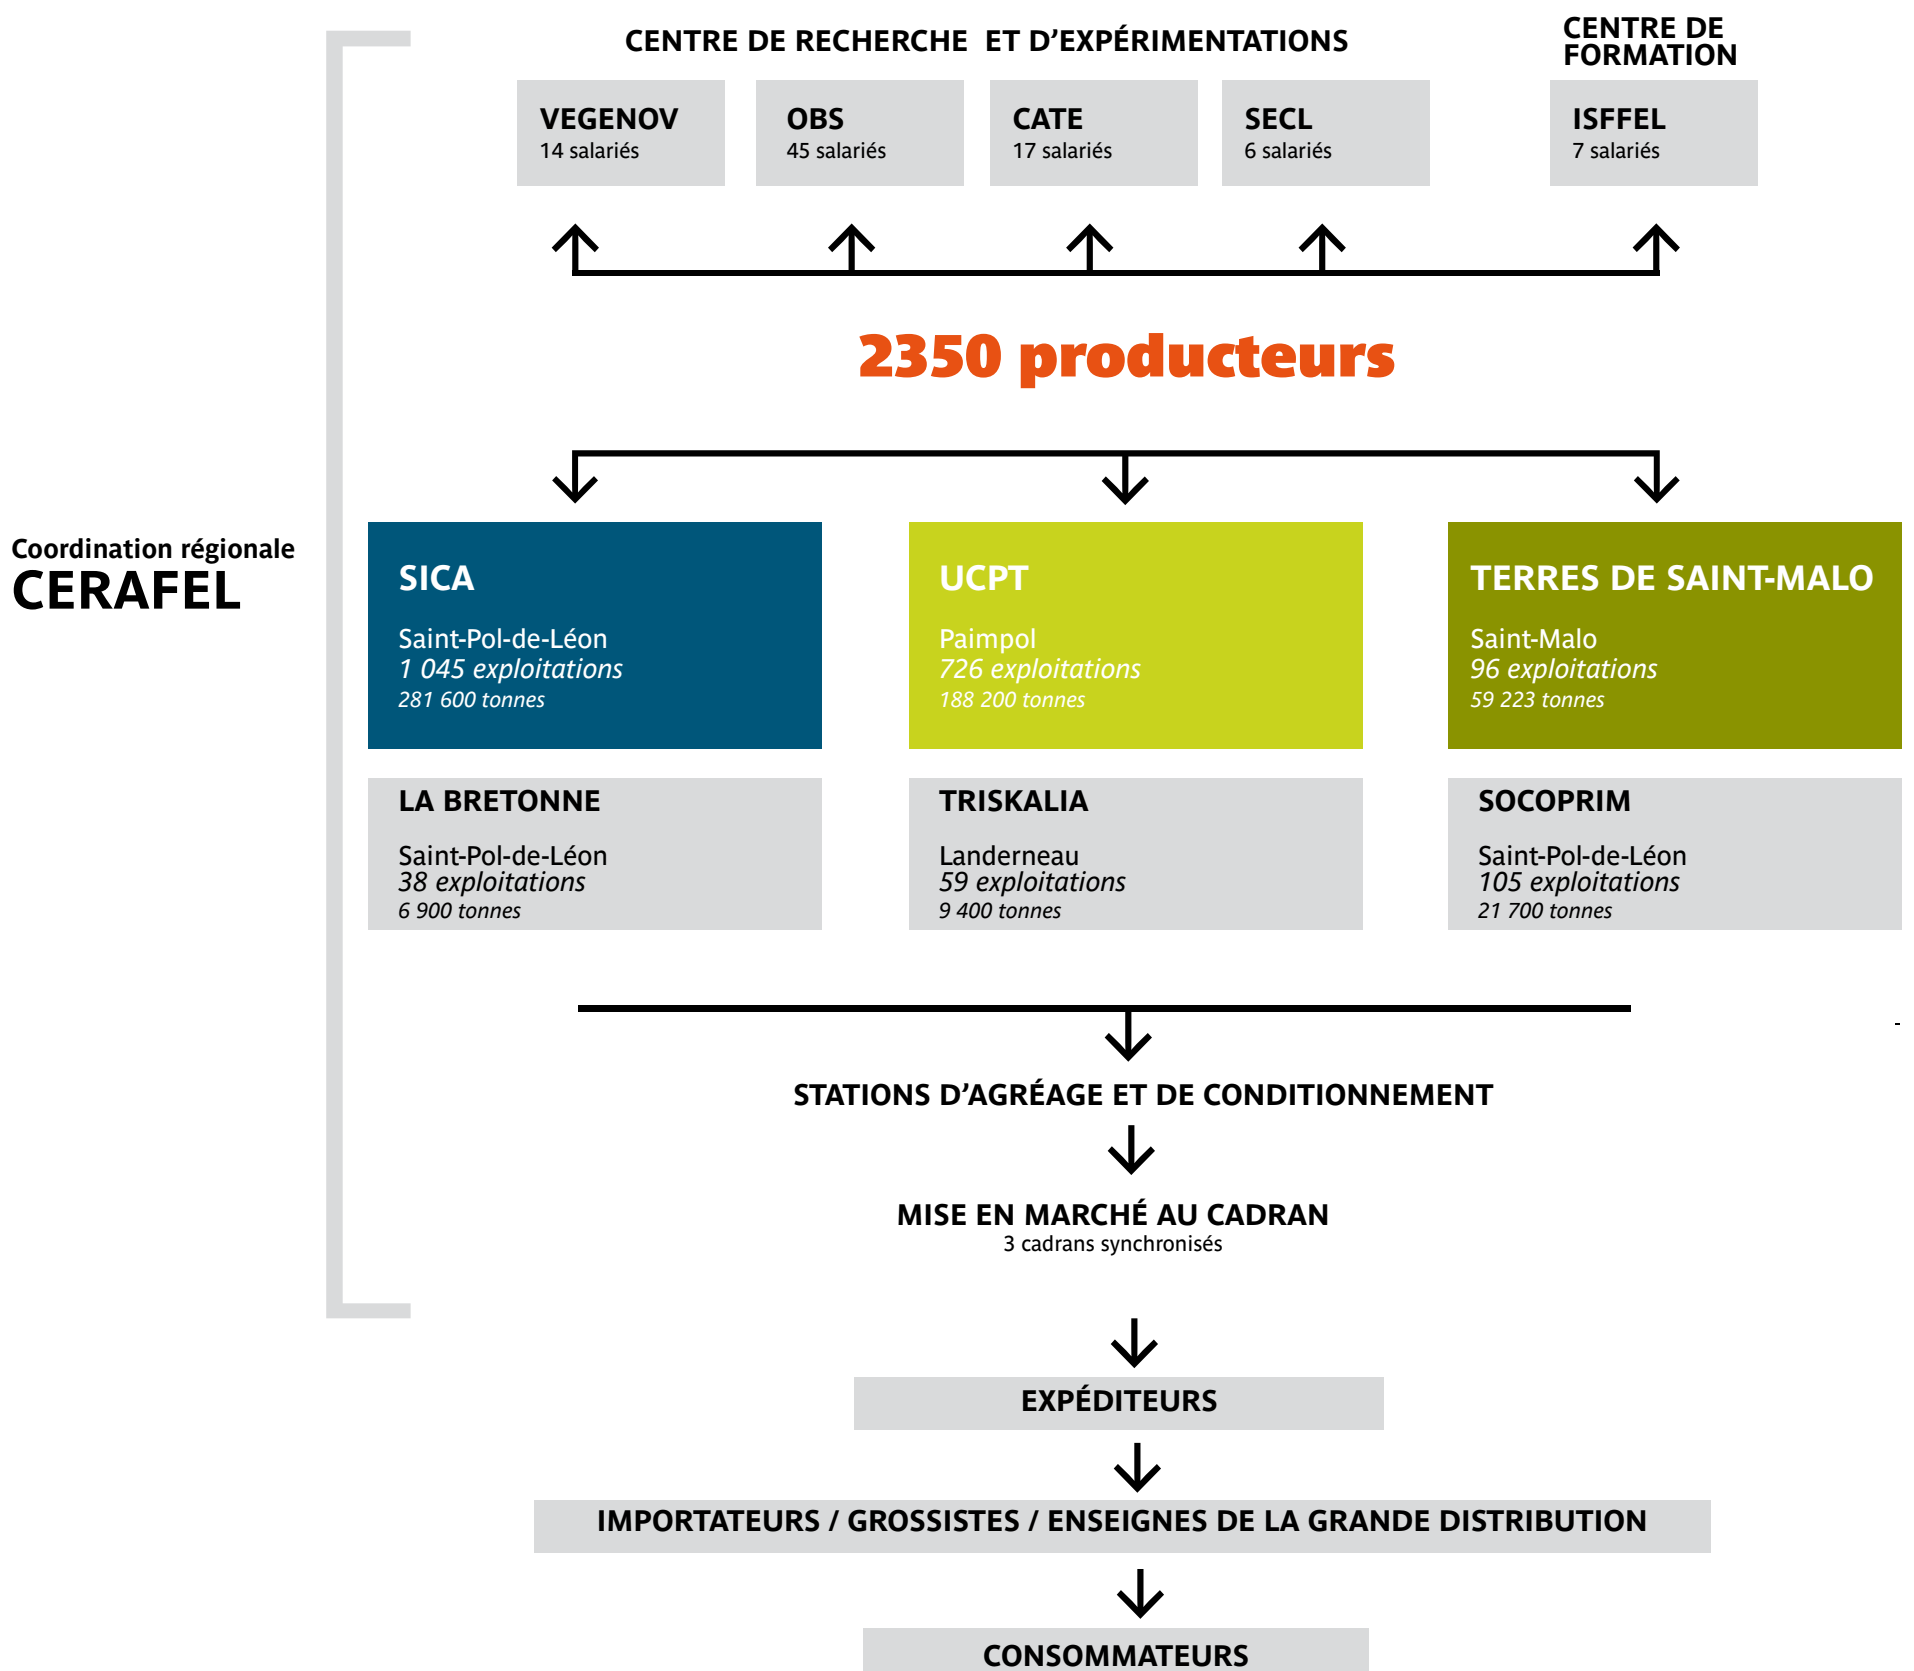 CENTRE DE RECHERCHE  ET D’EXPÉRIMENTATIONS
CENTRE DE
FORMATION
VEGENOV
14 salariés
OBS
45 salariés
CATE
17 salariés
SECL
6 salariés
ISFFEL
7 salariés
2350 producteurs
Coordination régionale
CERAFEL
SICA
Saint-Pol-de-Léon
1 045 exploitations
281 600 tonnes
UCPT
Paimpol
726 exploitations
188 200 tonnes
TERRES DE SAINT-MALO
Saint-Malo
96 exploitations
59 223 tonnes
LA BRETONNE
Saint-Pol-de-Léon
38 exploitations
6 900 tonnes
TRISKALIA
Landerneau
59 exploitations
9 400 tonnes
SOCOPRIM
Saint-Pol-de-Léon
105 exploitations
21 700 tonnes
-
STATIONS D’AGRÉAGE ET DE CONDITIONNEMENT
MISE EN MARCHÉ AU CADRAN
3 cadrans synchronisés
EXPÉDITEURS
IMPORTATEURS / GROSSISTES / ENSEIGNES DE LA GRANDE DISTRIBUTION
CONSOMMATEURS